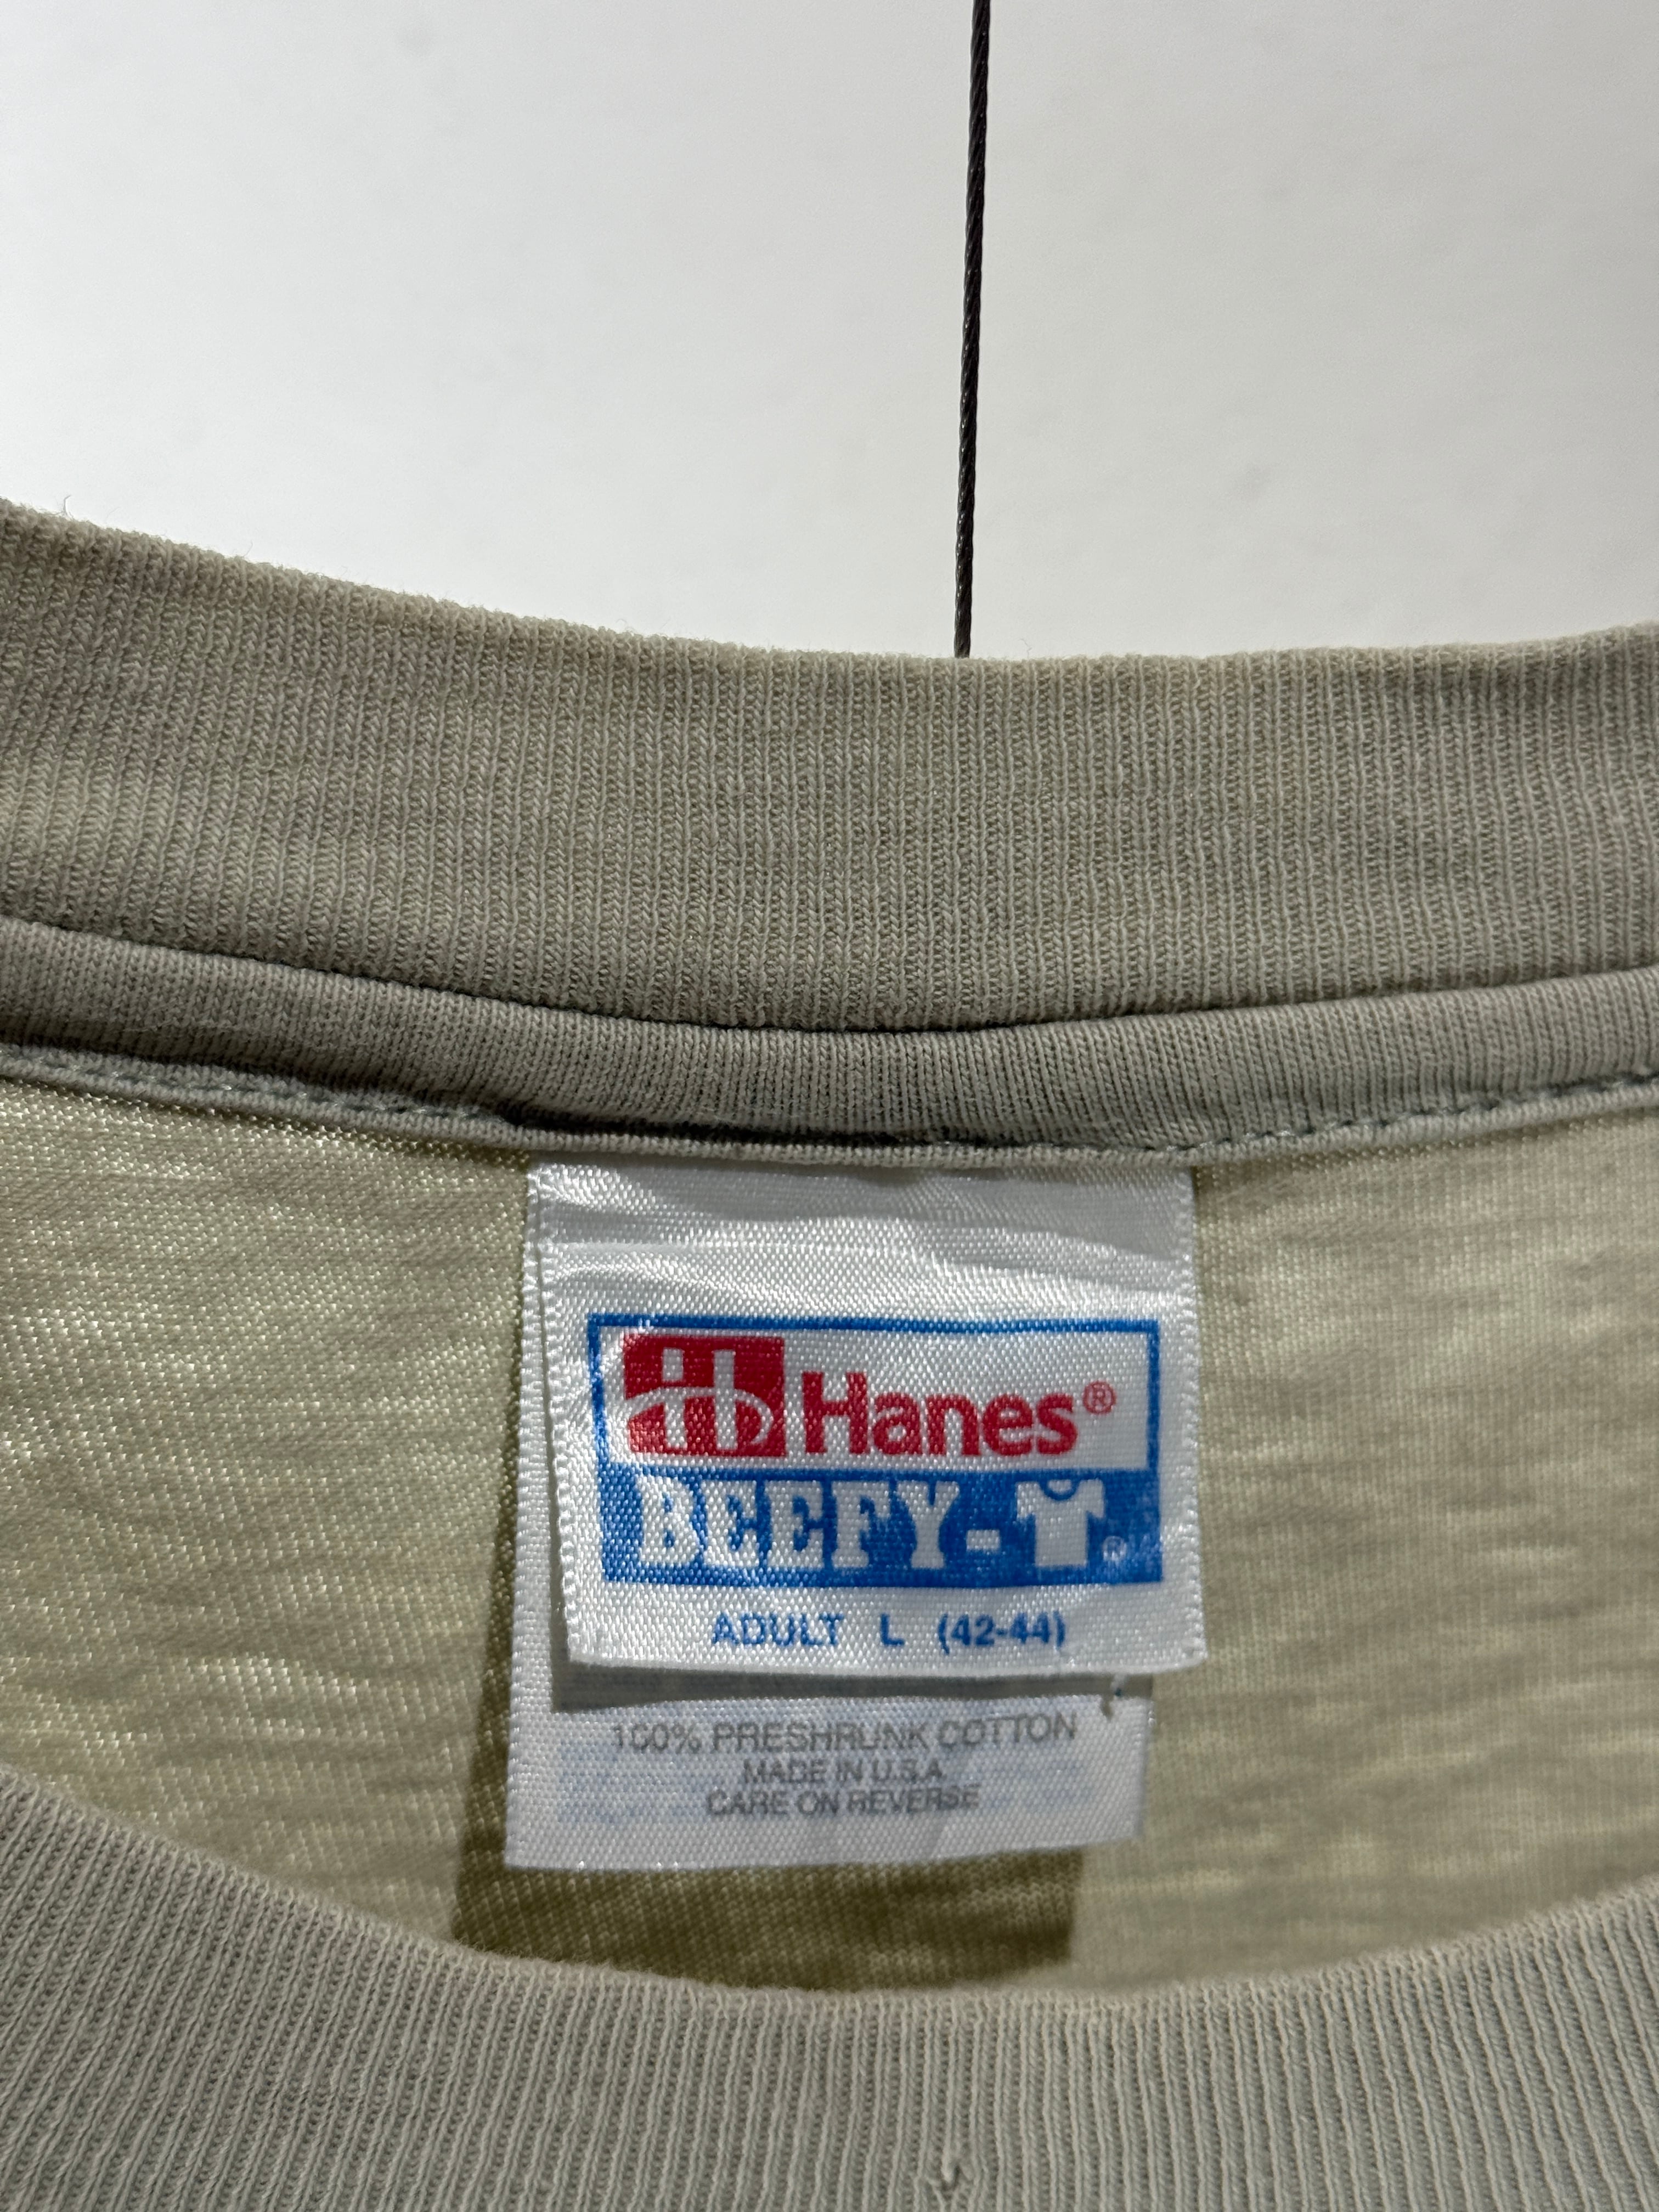 Hanes®
BEEFY-T®
ADULT L (42-44)
100% PRESHRUNK COTTON
MADE IN U.S.A.
CARE ON REVERSE